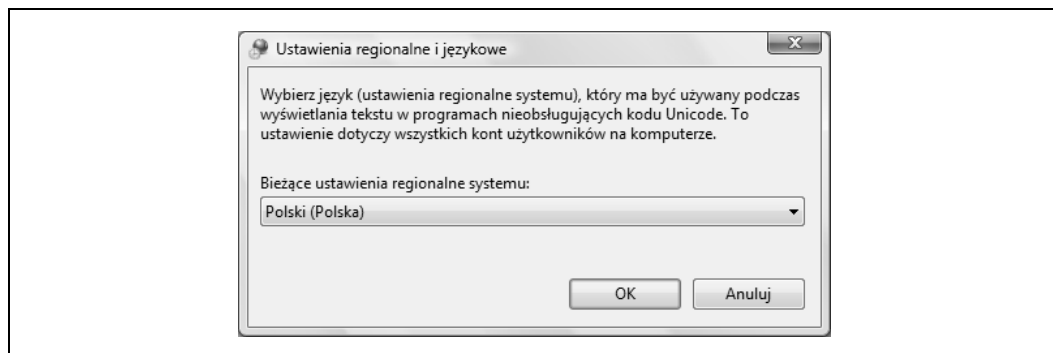 Ustawienia regionalne i językowe
Wybierz język (ustawienia regionalne systemu), który ma być używany podczas
wyświetlania tekstu w programach nieobsługujących kodu Unicode. To
ustawienie dotyczy wszystkich kont użytkowników na komputerze.
Bieżące ustawienia regionalne systemu:
Polski (Polska)
OK Anuluj